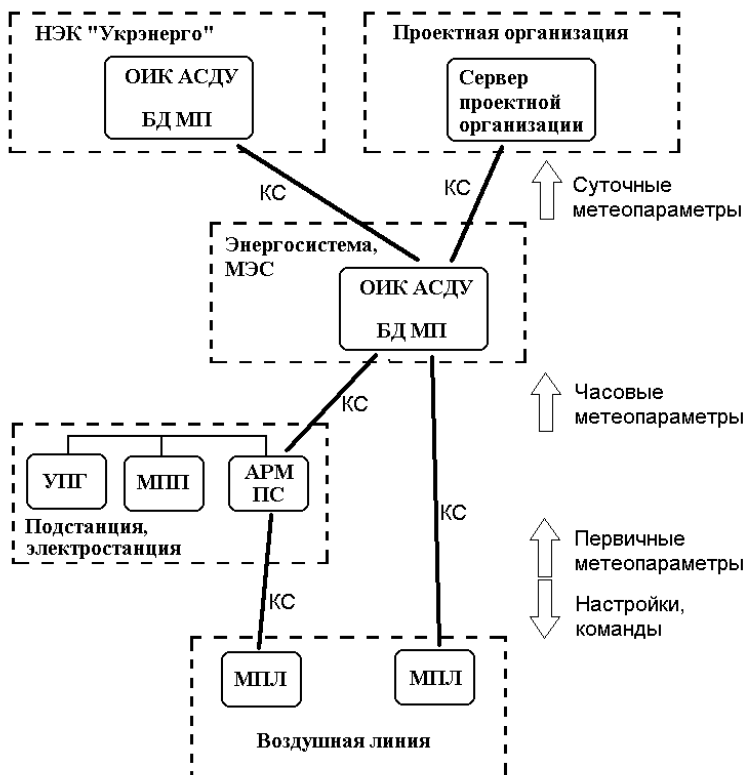 НЭК "Укрэнерго"
ОИК АСДУ
БД МП
Проектная организация
Сервер
проектной
организации
КС
КС
Суточные
метеопараметры
Энергосистема,
МЭС
ОИК АСДУ
БД МП
КС
Часовые
метеопараметры
УПГ
МПП
АРМ
ПС
Подстанция,
электростанция
КС
Первичные
метеопараметры
КС
Настройки,
команды
МПЛ
МПЛ
Воздушная линия